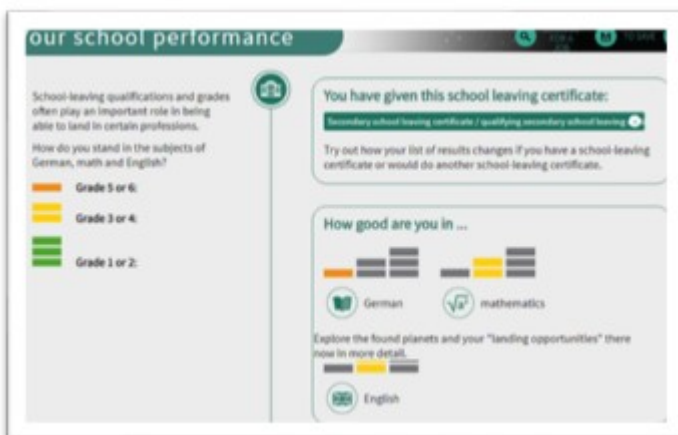 our school performance
FOR A
JOB
TO SAVE
School-leaving qualifications and grades
often play an important role in being
able to land in certain professions.
How do you stand in the subjects of
German, math and English?
Grade 5 or 6:
Grade 3 or 4:
Grade 1 or 2:
You have given this school leaving certificate:
Secondary school leaving certificate / qualifying secondary school leaving
Try out how your list of results changes if you have a school-leaving
certificate or would do another school-leaving certificate.
How good are you in ...
German
mathematics
Explore the found planets and your "landing opportunities" there
now in more detail.
English